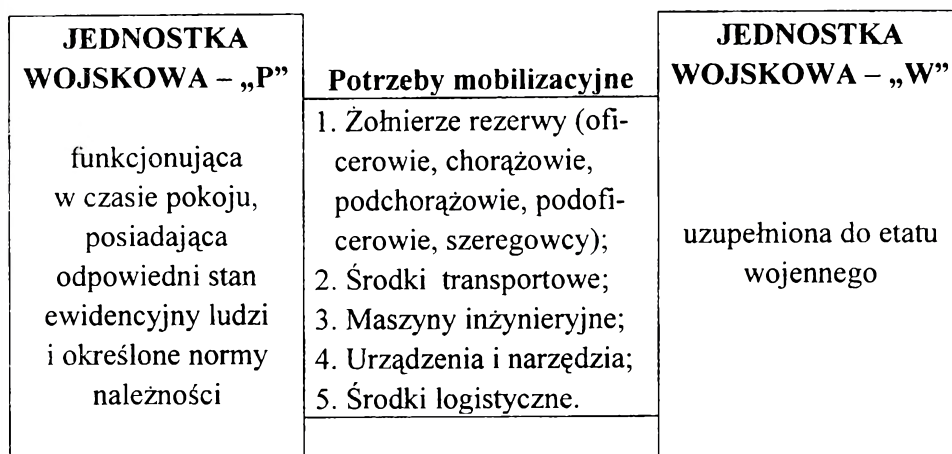 JEDNOSTKA
WOJSKOWA – „P”
funkcjonująca
w czasie pokoju,
posiadająca
odpowiedni stan
ewidencyjny ludzi
i określone normy
należności
Potrzeby mobilizacyjne
1. Żołnierze rezerwy (ofi-
cerowie, chorążowie,
podchorążowie, podofi-
cerowie, szeregowcy);
2. Środki transportowe;
3. Maszyny inżynieryjne;
4. Urządzenia i narzędzia;
5. Środki logistyczne.
JEDNOSTKA
WOJSKOWA – „W”
uzupełniona do etatu
wojennego